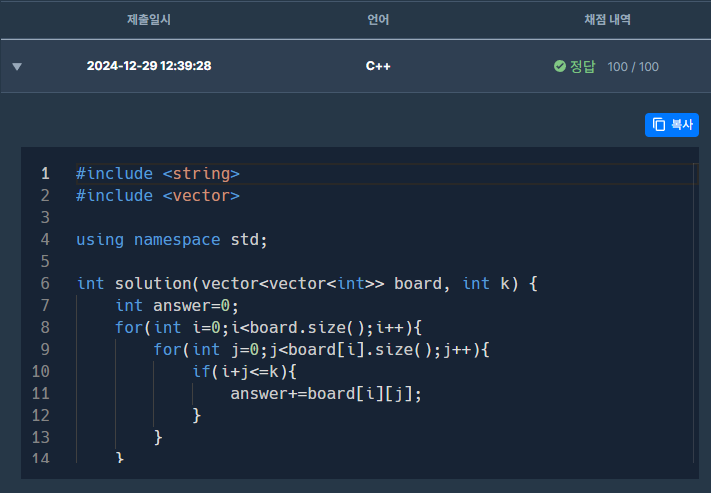 제출일시 언어 채점 내역
▼ 2024-12-29 12:39:28 C++ 정답 100 / 100
복사
1 #include <string>
2 #include <vector>
3
4 using namespace std;
5
6 int solution(vector<vector<int>> board, int k) {
7     int answer=0;
8     for(int i=0;i<board.size();i++){
9         for(int j=0;j<board[i].size();j++){
10             if(i+j<=k){
11                 answer+=board[i][j];
12             }
13         }
14     }